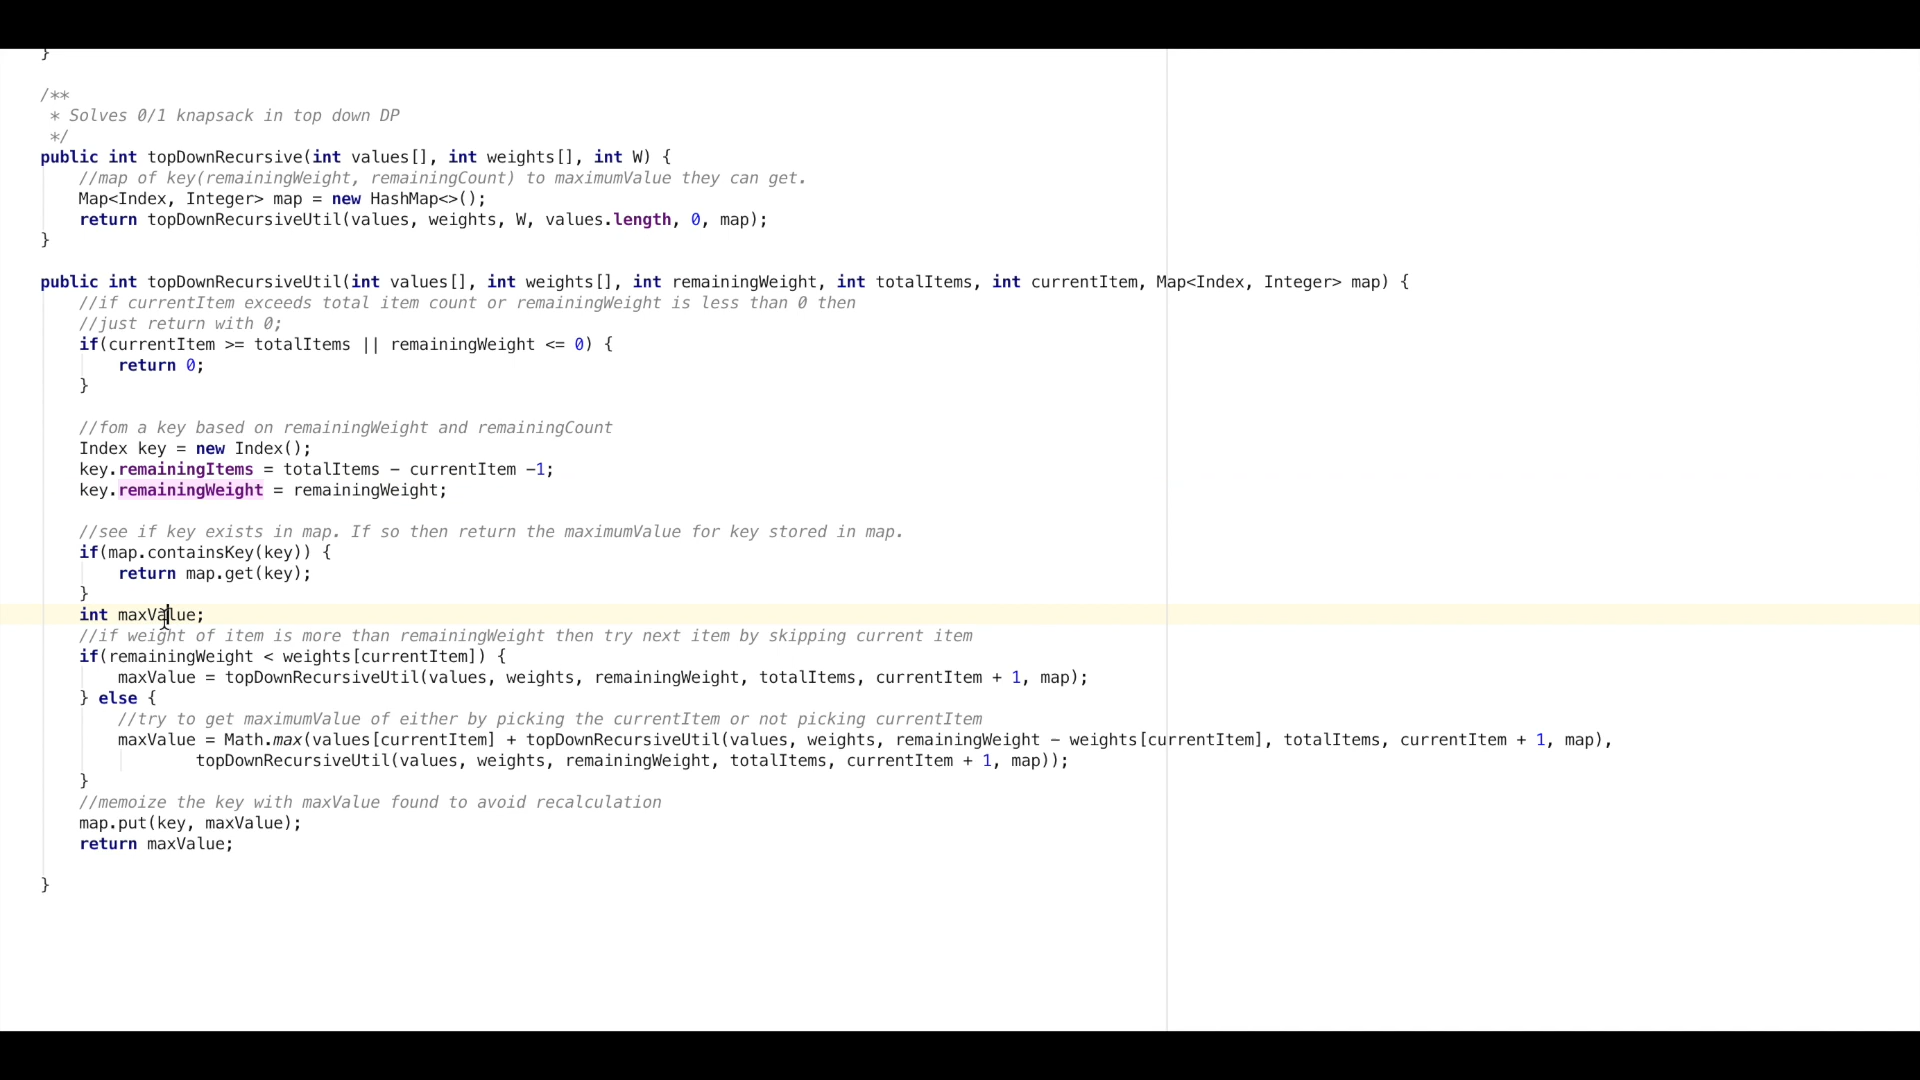 }
/**
* Solves 0/1 knapsack in top down DP
*/
public int topDownRecursive(int values[], int weights[], int W) {
//map of key(remainingWeight, remainingCount) to maximumValue they can get.
Map<Index, Integer> map = new HashMap<>();
return topDownRecursiveUtil(values, weights, W, values.length, 0, map);
}
public int topDownRecursiveUtil(int values[], int weights[], int remainingWeight, int totalItems, int currentItem, Map<Index, Integer> map) {
//if currentItem exceeds total item count or remainingWeight is less than 0 then
//just return with 0;
if(currentItem >= totalItems || remainingWeight <= 0) {
return 0;
}
//fom a key based on remainingWeight and remainingCount
Index key = new Index();
key.remainingItems = totalItems - currentItem -1;
key.remainingWeight = remainingWeight;
//see if key exists in map. If so then return the maximumValue for key stored in map.
if(map.containsKey(key)) {
return map.get(key);
}
int maxValue;
//if weight of item is more than remainingWeight then try next item by skipping current item
if(remainingWeight < weights[currentItem]) {
maxValue = topDownRecursiveUtil(values, weights, remainingWeight, totalItems, currentItem + 1, map);
} else {
//try to get maximumValue of either by picking the currentItem or not picking currentItem
maxValue = Math.max(values[currentItem] + topDownRecursiveUtil(values, weights, remainingWeight - weights[currentItem], totalItems, currentItem + 1, map),
topDownRecursiveUtil(values, weights, remainingWeight, totalItems, currentItem + 1, map));
}
//memoize the key with maxValue found to avoid recalculation
map.put(key, maxValue);
return maxValue;
}